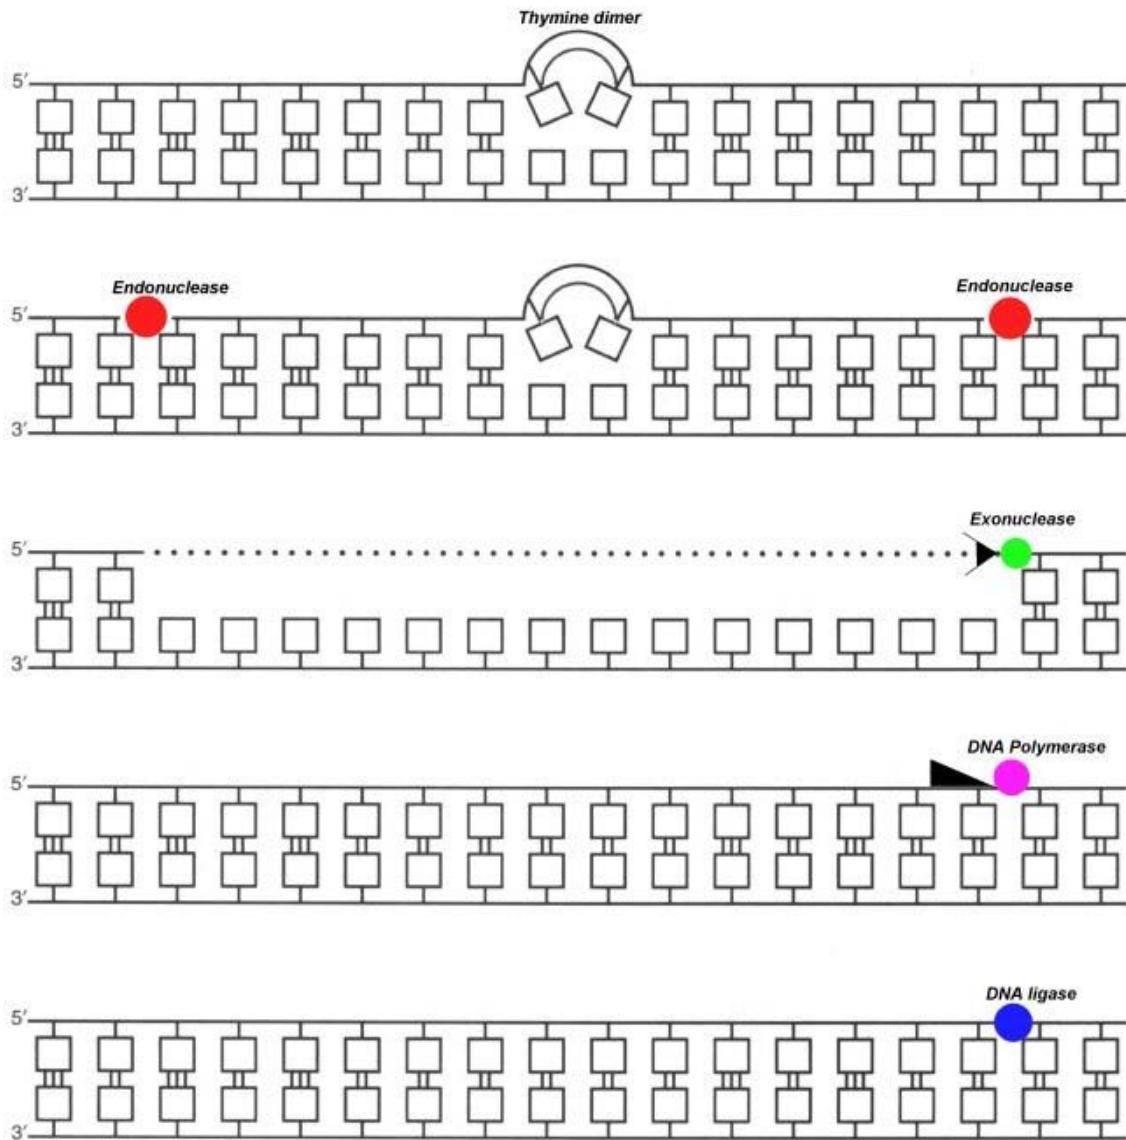 Thymine dimer
5′
3′
Endonuclease Endonuclease
5′
3′
Exonuclease
5′
3′
DNA Polymerase
5′
3′
DNA ligase
5′
3′